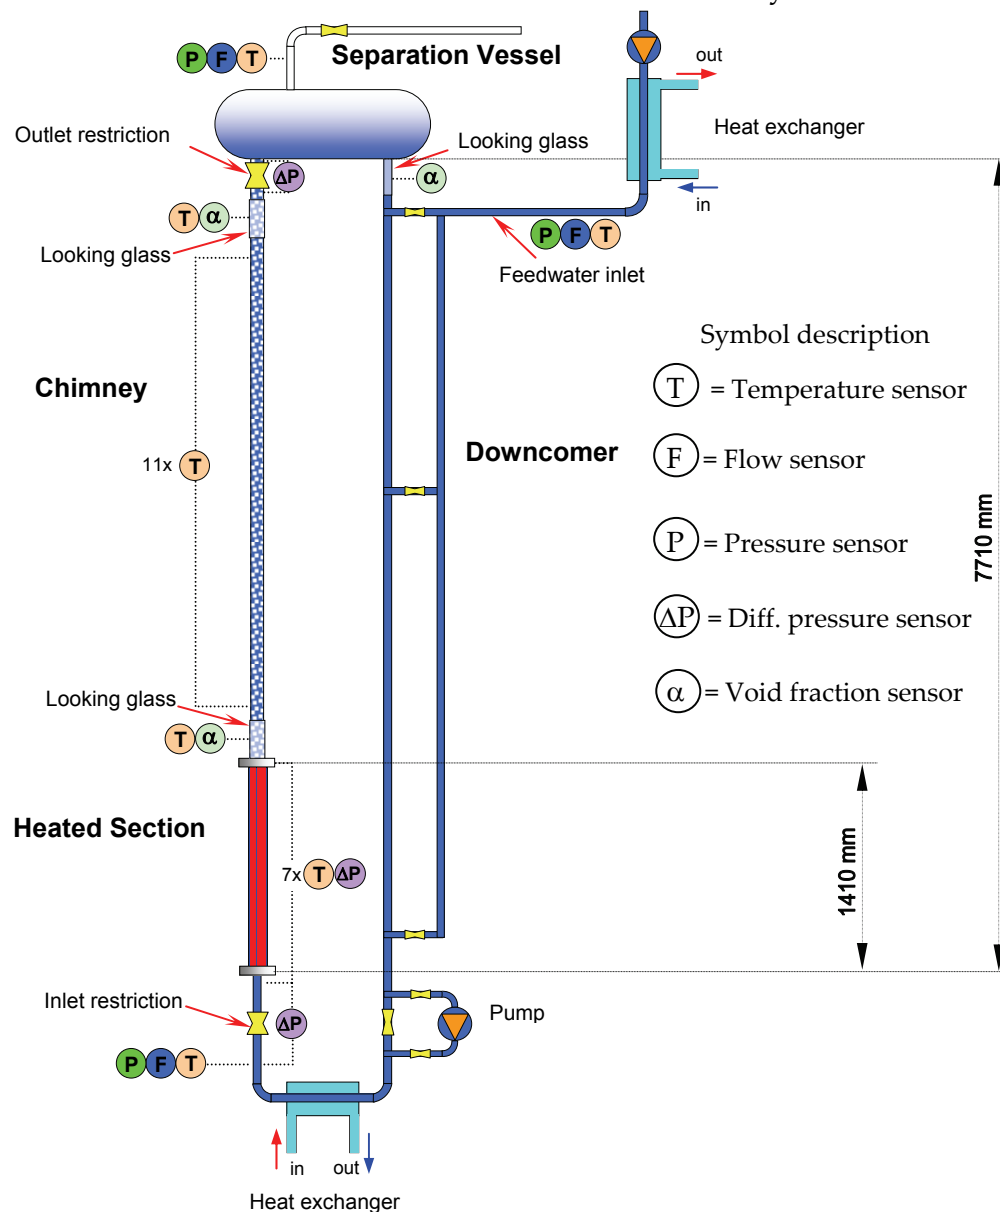 y
P F T
Separation Vessel
out
Outlet restriction
Looking glass
Heat exchanger
ΔP
α
in
T α
Looking glass
P F T
Feedwater inlet
Symbol description
Chimney
T = Temperature sensor
Downcomer
F = Flow sensor
11x T
P = Pressure sensor
7710 mm
ΔP = Diff. pressure sensor
Looking glass
α = Void fraction sensor
T α
Heated Section
7x T ΔP
1410 mm
Inlet restriction
ΔP
Pump
P F T
in out
Heat exchanger